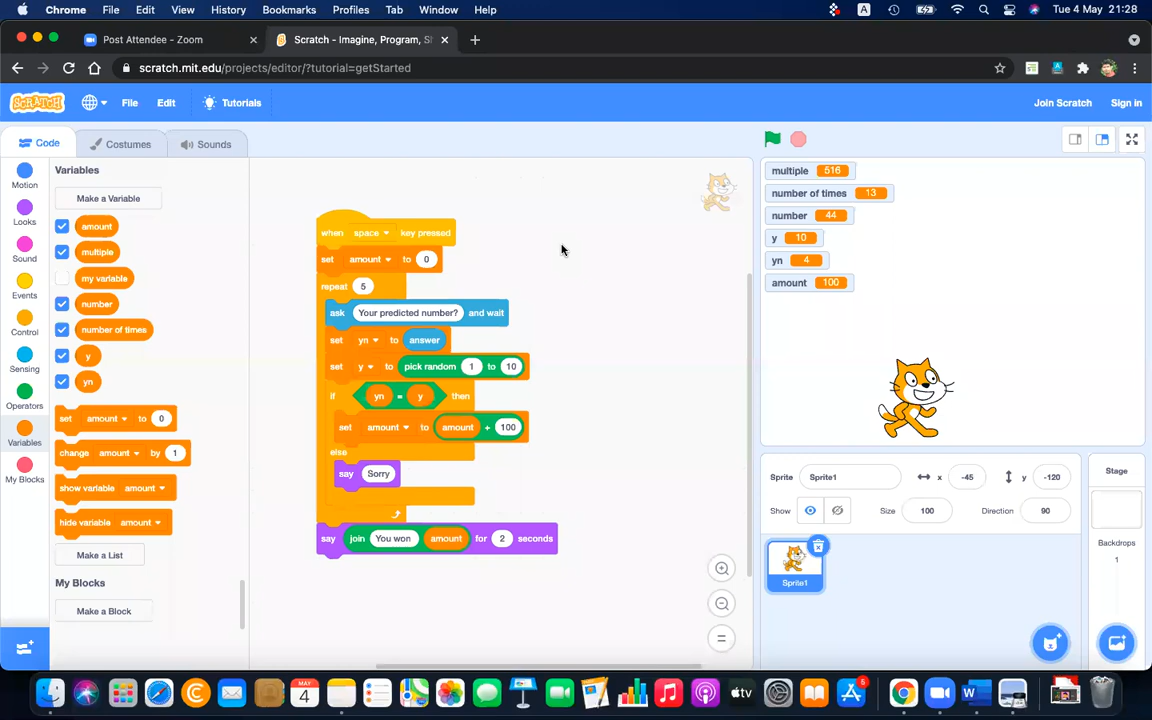 Chrome File Edit View History Bookmarks Profiles Tab Window Help A Tue 4 May 21:28
Post Attendee - Zoom Scratch - Imagine, Program, S
scratch.mit.edu/projects/editor/?tutorial=getStarted
SCRATCH File Edit Tutorials Join Scratch Sign in
Code Costumes Sounds
Motion
Looks
Sound
Events
Control
Sensing
Operators
Variables
My Blocks
Variables
Make a Variable
amount
multiple
my variable
number
number of times
y
yn
set amount to 0
change amount by 1
show variable amount
hide variable amount
Make a List
My Blocks
Make a Block
when space key pressed
set amount to 0
repeat 5
ask Your predicted number? and wait
set yn to answer
set y to pick random 1 to 10
if yn = y then
set amount to amount + 100
else
say Sorry
say join You won amount for 2 seconds
multiple 516
number of times 13
number 44
y 10
yn 4
amount 100
Sprite Sprite1 x -45 y -120
Show Size 100 Direction 90
Sprite1
Stage
Backdrops
1
MAY
4
5
W